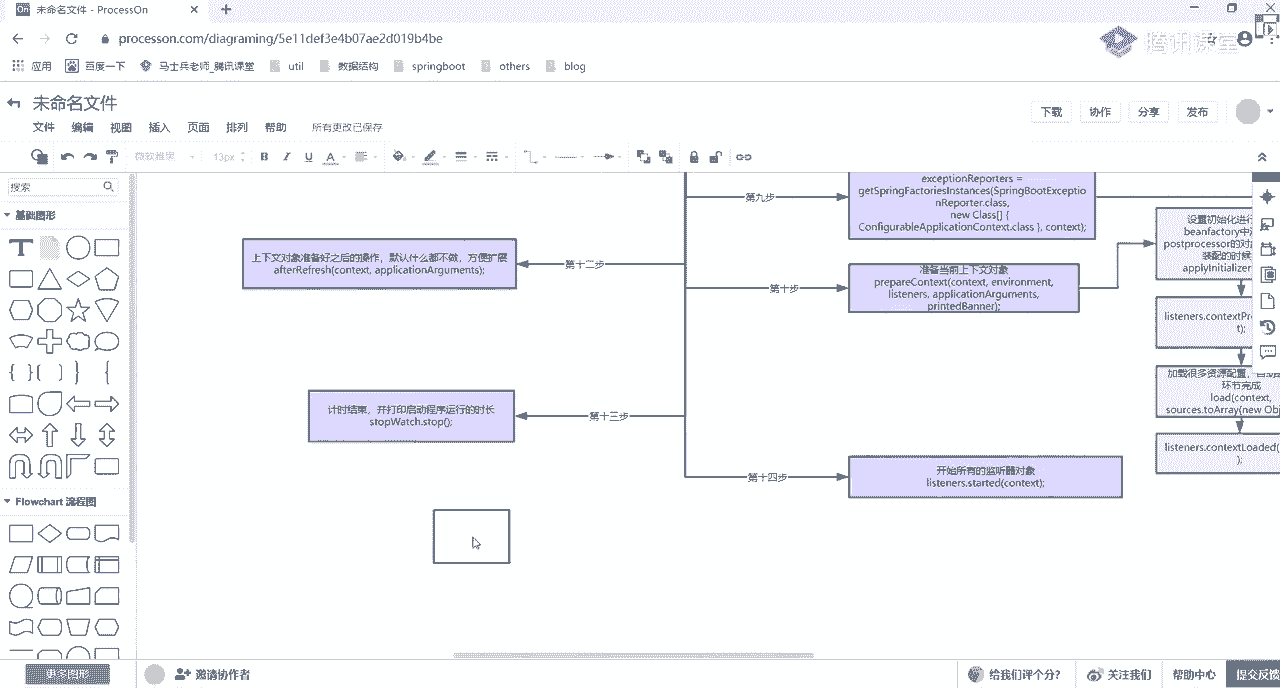 未命名文件 - ProcessOn
processon.com/diagraming/5e11def3e4b07ae2d019b4be
腾讯课堂
应用
百度一下
马士兵老师_腾讯课堂
util
数据结构
springboot
others
blog
未命名文件
文件
编辑
视图
插入
页面
排列
帮助
所有更改已保存
下载
协作
分享
发布
微软雅黑
13px
B
I
U
A
搜索
基础图形
T
Flowchart 流程图
更多图形
第九步
exceptionReporters =
getSpringFactoriesInstances(SpringBootExceptio
nReporter.class,
new Class[] {
ConfigurableApplicationContext.class }, context);
上下文对象准备好之后的操作，默认什么都不做，方便扩展
afterRefresh(context, applicationArguments);
第十二步
第十步
准备当前上下文对象
prepareContext(context, environment,
listeners, applicationArguments,
printedBanner);
设置初始化进行
beanfactory中
postprocessor的对
装配的时候
applyInitializer
listeners.contextPr
t);
加载很多资源配置，自动
环节完成
load(context,
sources.toArray(new Obj
listeners.contextLoaded(
);
计时结束，并打印启动程序运行的时长
stopWatch.stop();
第十三步
第十四步
开始所有的监听器对象
listeners.started(context);
邀请协作者
给我们评个分?
关注我们
帮助中心
提交反馈